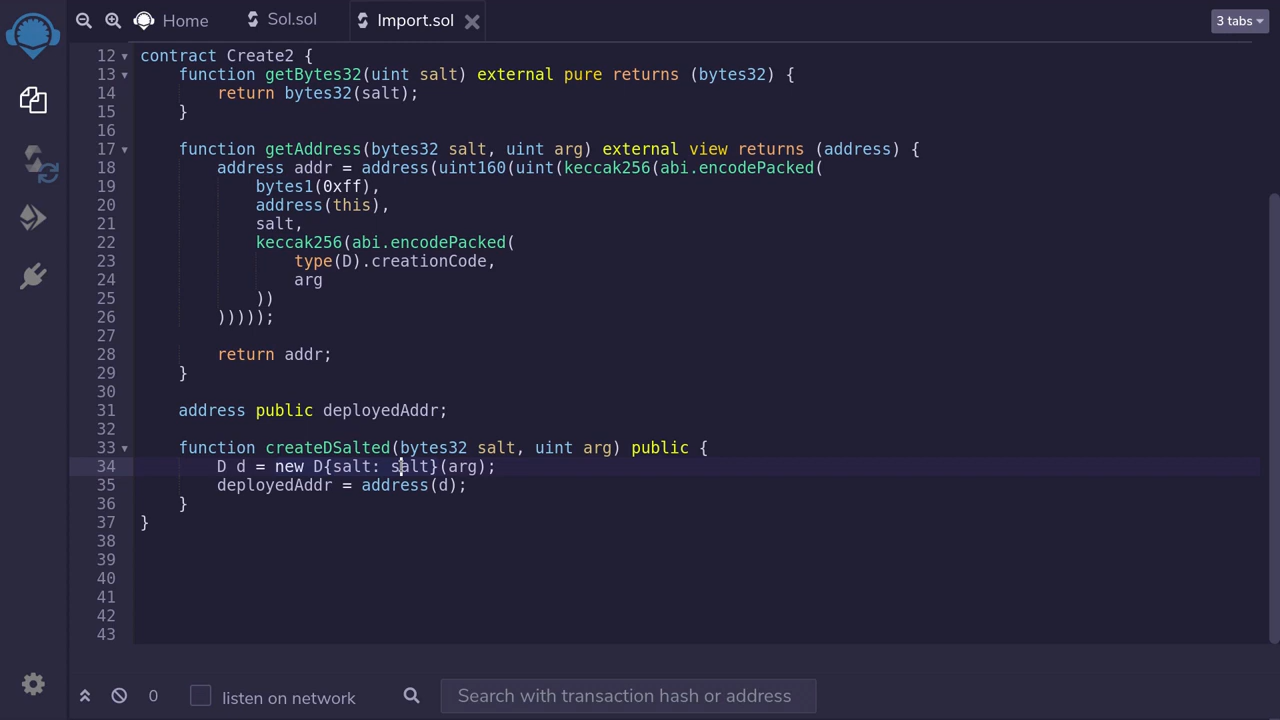 Home
Sol.sol
Import.sol
3 tabs
12 contract Create2 {
13     function getBytes32(uint salt) external pure returns (bytes32) {
14         return bytes32(salt);
15     }
16
17     function getAddress(bytes32 salt, uint arg) external view returns (address) {
18         address addr = address(uint160(uint(keccak256(abi.encodePacked(
19             bytes1(0xff),
20             address(this),
21             salt,
22             keccak256(abi.encodePacked(
23                 type(D).creationCode,
24                 arg
25             ))
26         )))));
27
28         return addr;
29     }
30
31     address public deployedAddr;
32
33     function createDSalted(bytes32 salt, uint arg) public {
34         D d = new D{salt: salt}(arg);
35         deployedAddr = address(d);
36     }
37 }
38
39
40
41
42
43
0 listen on network Search with transaction hash or address